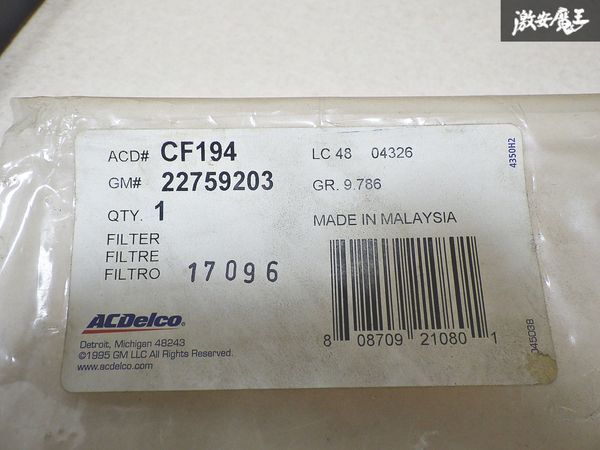 激安魔王
ACD# CF194
GM# 22759203
QTY. 1
FILTER
FILTRE
FILTRO
17096
LC 48 04326
GR. 9.786
MADE IN MALAYSIA
4350H2
8 08709 21080 1
045038
ACDelco®
Detroit, Michigan 48243
©1995 GM LLC All Rights Reserved.
www.acdelco.com